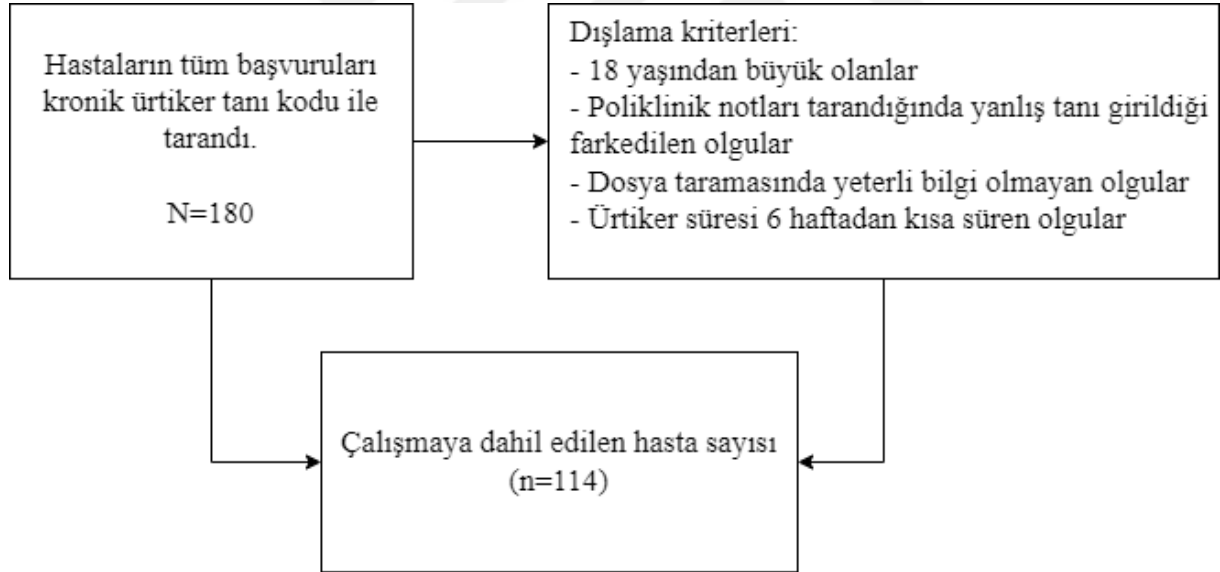 Hastaların tüm başvuruları
kronik ürtiker tanı kodu ile
tarandı.
N=180
Dışlama kriterleri:
- 18 yaşından büyük olanlar
- Poliklinik notları tarandığında yanlış tanı girildiği
farkedilen olgular
- Dosya taramasında yeterli bilgi olmayan olgular
- Ürtiker süresi 6 haftadan kısa süren olgular
Çalışmaya dahil edilen hasta sayısı
(n=114)